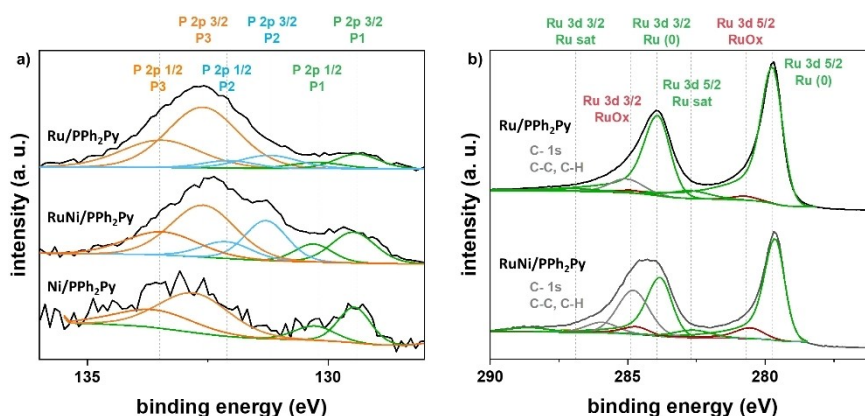 a)
P 2p 3/2 P 2p 3/2 P 2p 3/2
P3 P2 P1
P 2p 1/2 P 2p 1/2 P 2p 1/2
P3 P2 P1
Ru/PPh₂Py
RuNi/PPh₂Py
Ni/PPh₂Py
intensity (a. u.)
135 130
binding energy (eV)
b)
Ru 3d 3/2 Ru 3d 3/2 Ru 3d 5/2
Ru sat Ru (0) RuOx
Ru 3d 5/2
Ru (0)
Ru 3d 3/2 Ru 3d 5/2
RuOx Ru sat
Ru/PPh₂Py
C- 1s
C-C, C-H
RuNi/PPh₂Py
C- 1s
C-C, C-H
intensity (a. u.)
290 285 280
binding energy (eV)